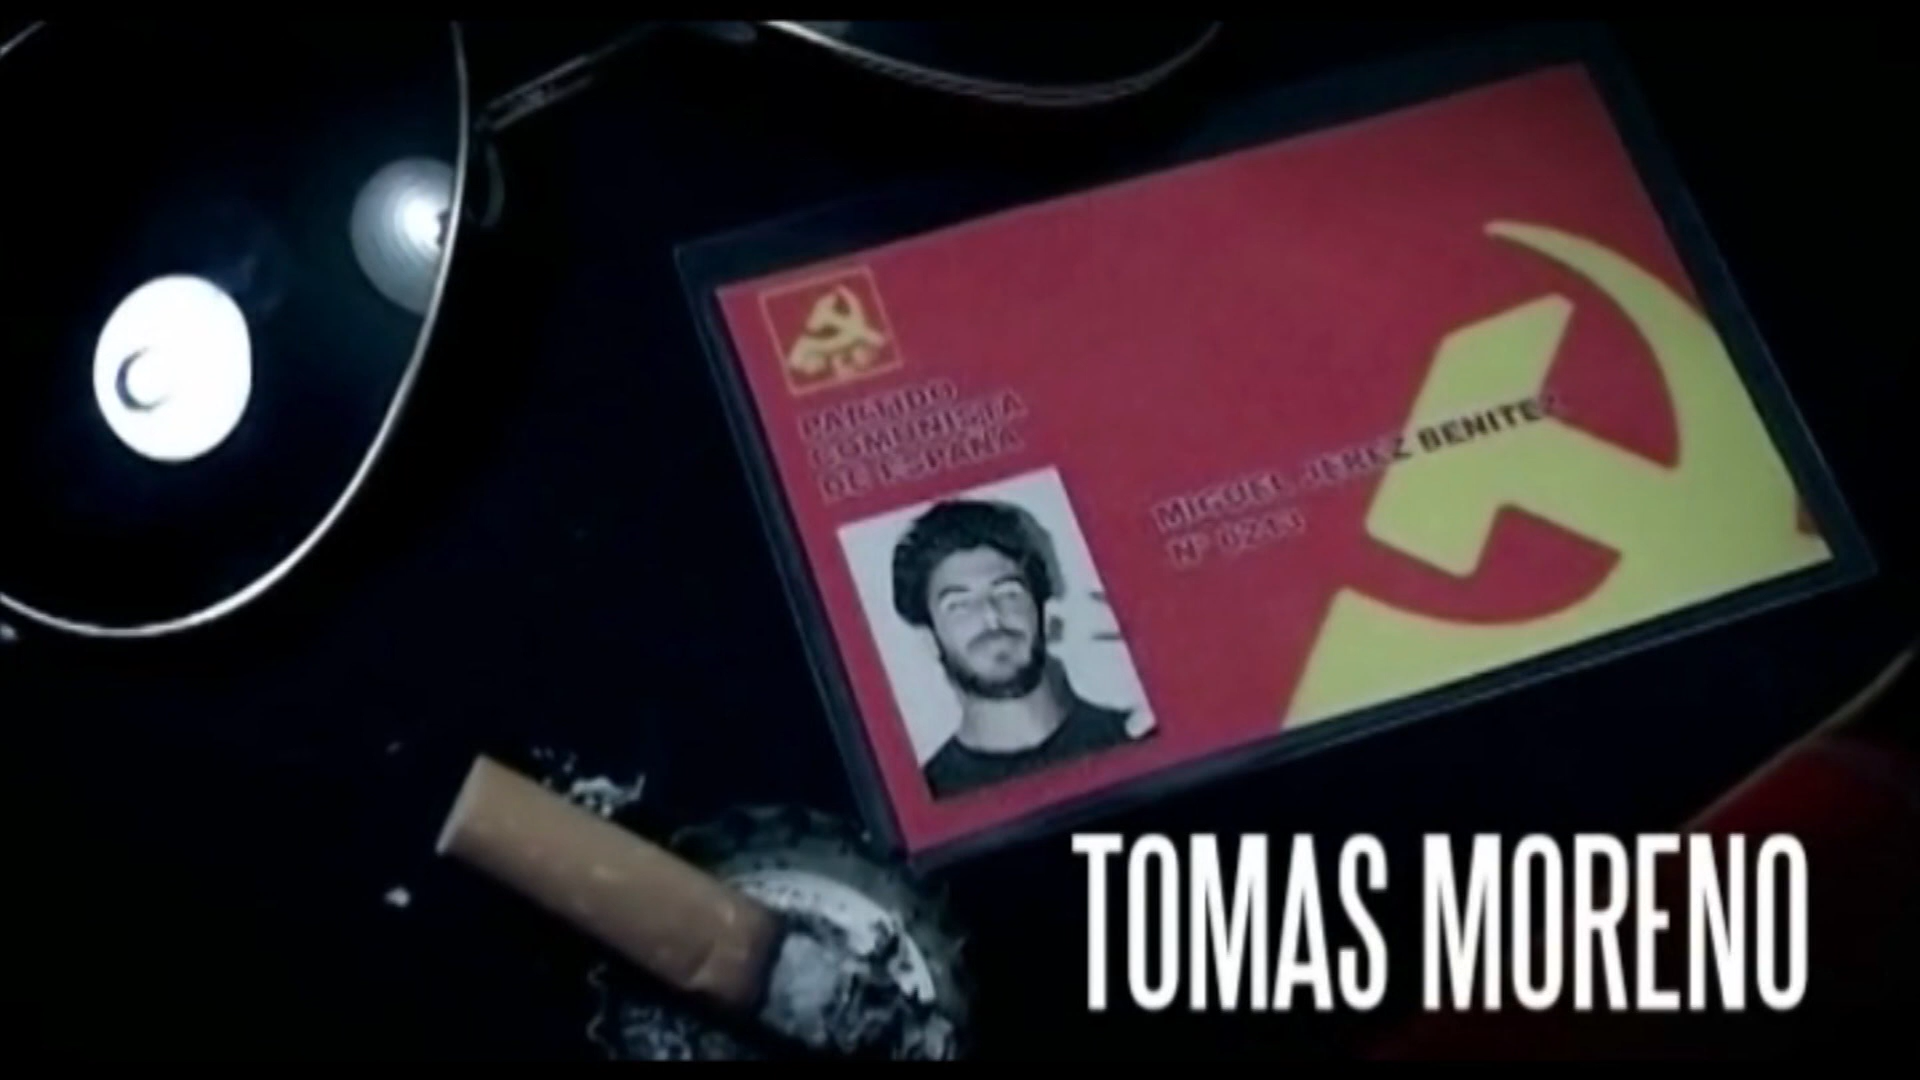 PARTIDO
COMUNISTA
DE ESPAÑA
MIGUEL JEREZ BENITEZ
TOMAS MORENO